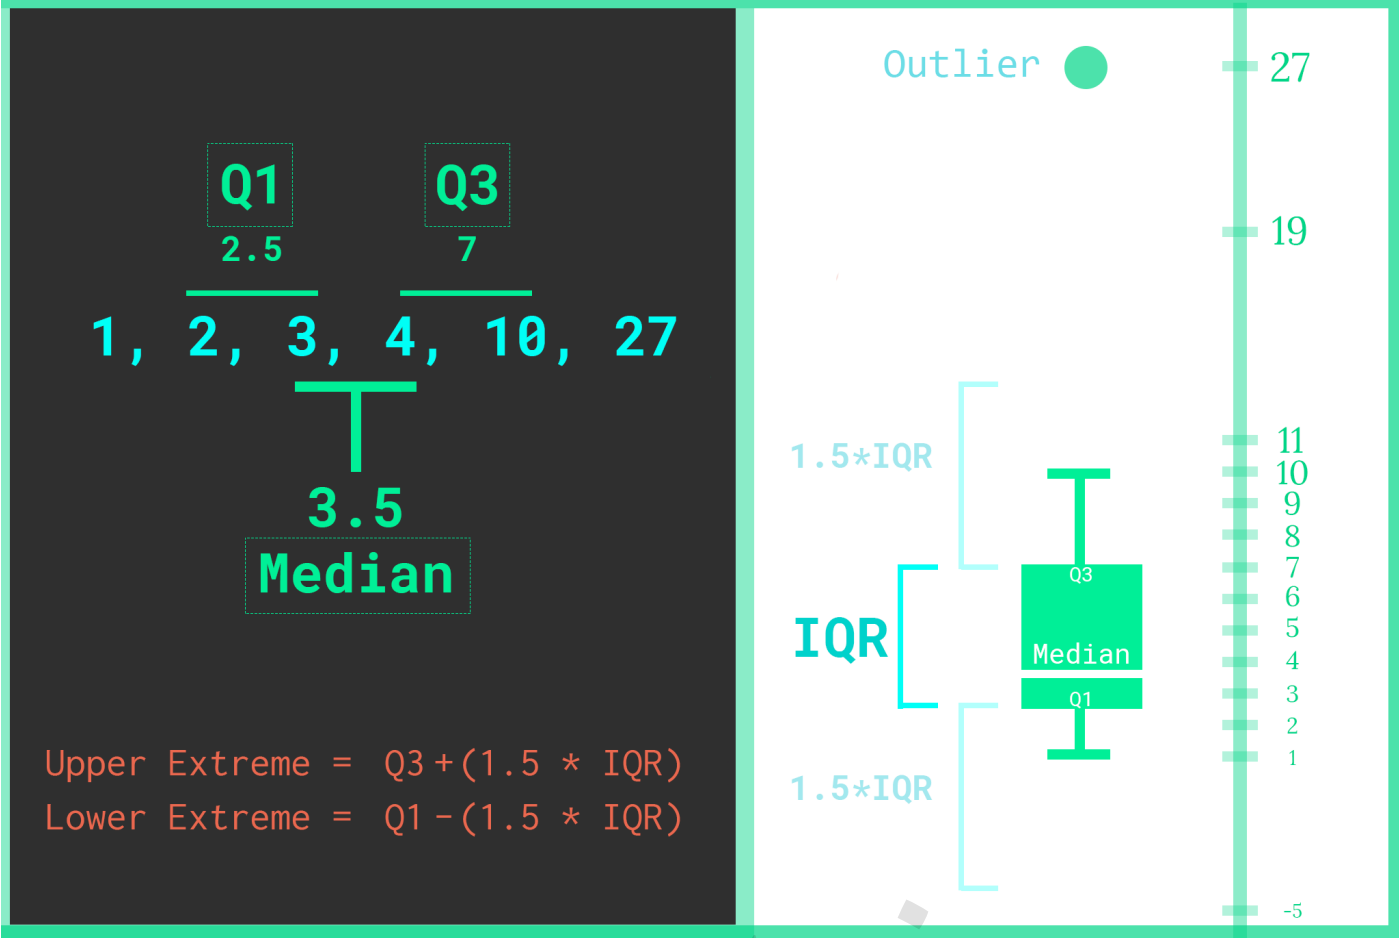 Q1
Q3
2.5
7
1, 2, 3, 4, 10, 27
3.5
Median
Upper Extreme = Q3+(1.5 * IQR)
Lower Extreme = Q1-(1.5 * IQR)
Outlier
27
19
1.5*IQR
11
10
9
8
7
6
5
4
3
2
1
-5
Q3
IQR
Median
Q1
1.5*IQR